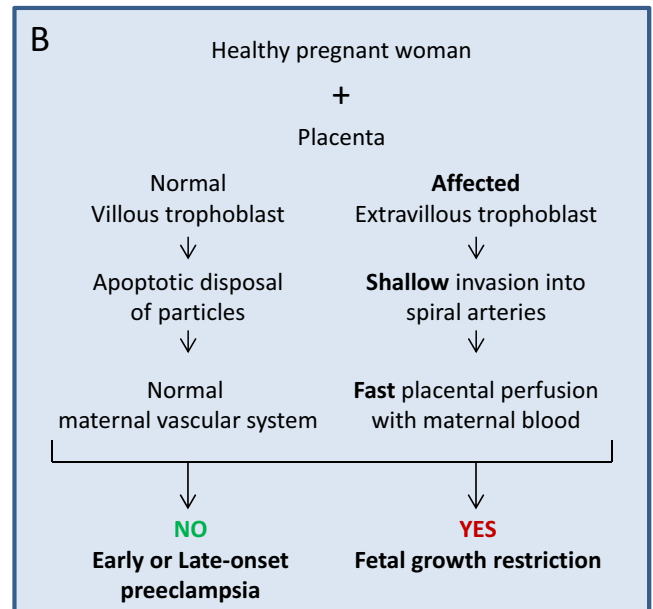 B
Healthy pregnant woman
+
Placenta
Normal
Villous trophoblast
Apoptotic disposal
of particles
Normal
maternal vascular system
Affected
Extravillous trophoblast
Shallow invasion into
spiral arteries
Fast placental perfusion
with maternal blood
NO
Early or Late-onset
preeclampsia
YES
Fetal growth restriction